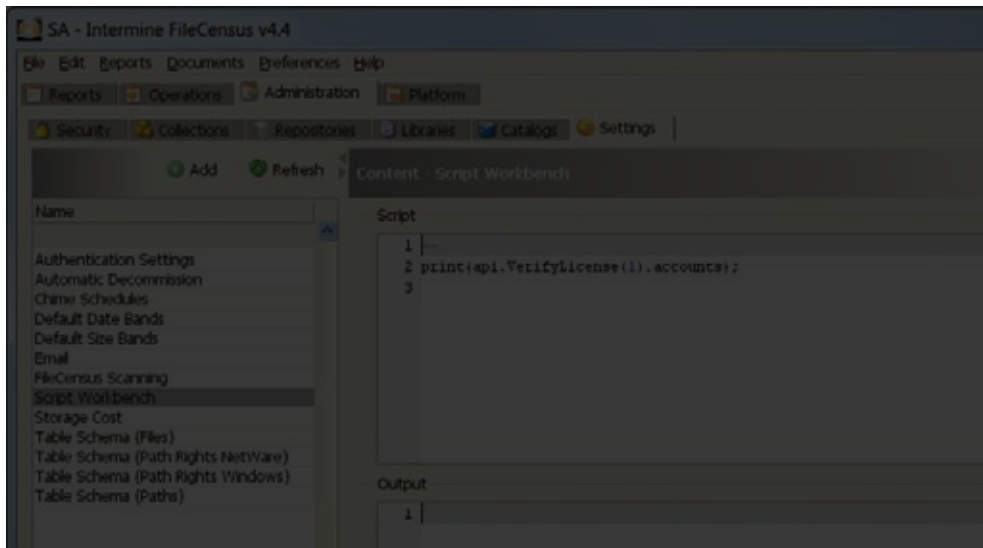 SA - Intermine FileCensus v4.4
File Edit Reports Documents Preferences Help
Reports Operations Administration Platform
Security Collections Repositories Libraries Catalogs Settings
Add Refresh
Content - Script Workbench
Name
Authentication Settings
Automatic Decommission
Chime Schedules
Default Date Bands
Default Size Bands
Email
FileCensus Scanning
Script Workbench
Storage Cost
Table Schema (Files)
Table Schema (Path Rights NetWare)
Table Schema (Path Rights Windows)
Table Schema (Paths)
Script
1 --
2 print(api.VerifyLicense(1).accounts);
3
Output
1